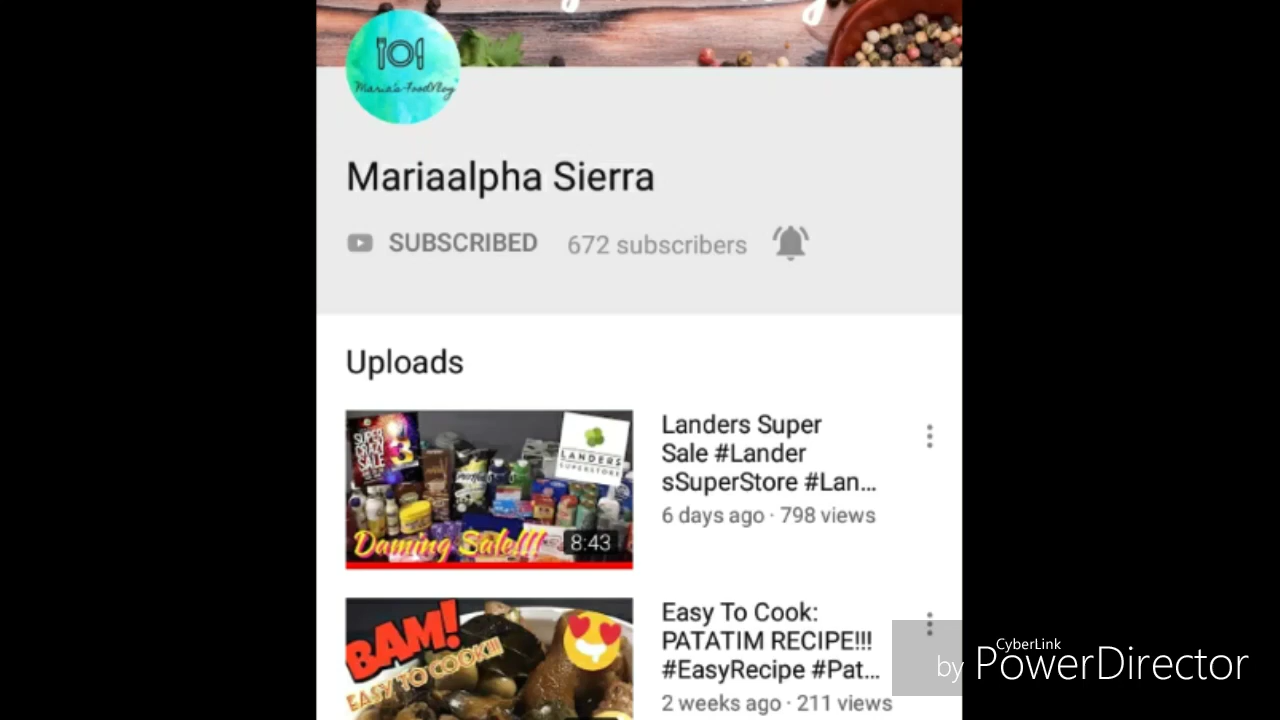 Maria's FoodVlog
Mariaalpha Sierra
SUBSCRIBED 672 subscribers
Uploads
SUPER
CRAZY
SALE
3
LANDERS
SUPERSTORE
Daming Sale!!!
8:43
Landers Super
Sale #Lander
sSuperStore #Lan...
6 days ago · 798 views
BAM!
EASY TO COOK!!!
Easy To Cook:
PATATIM RECIPE!!!
#EasyRecipe #Pat...
2 weeks ago · 211 views
CyberLink
by PowerDirector